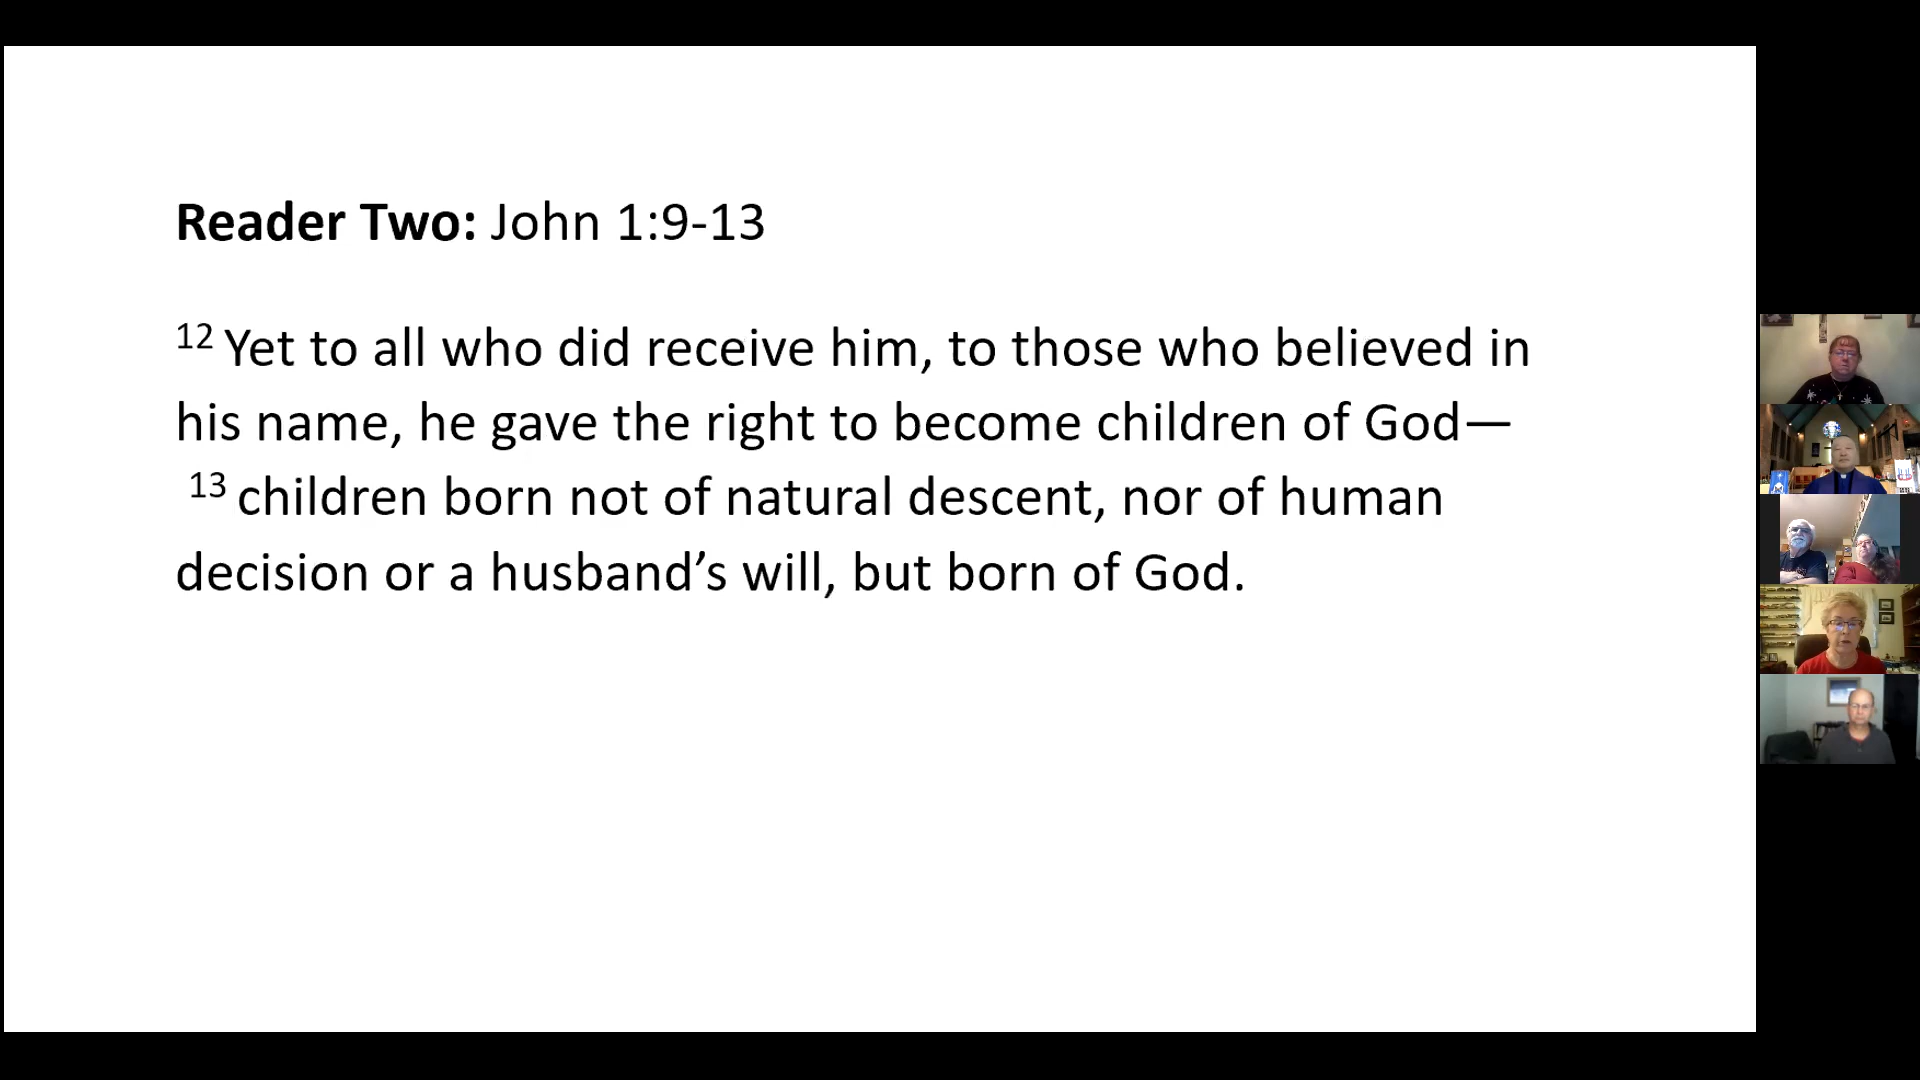 Reader Two: John 1:9-13
12 Yet to all who did receive him, to those who believed in
his name, he gave the right to become children of God—
13 children born not of natural descent, nor of human
decision or a husband’s will, but born of God.